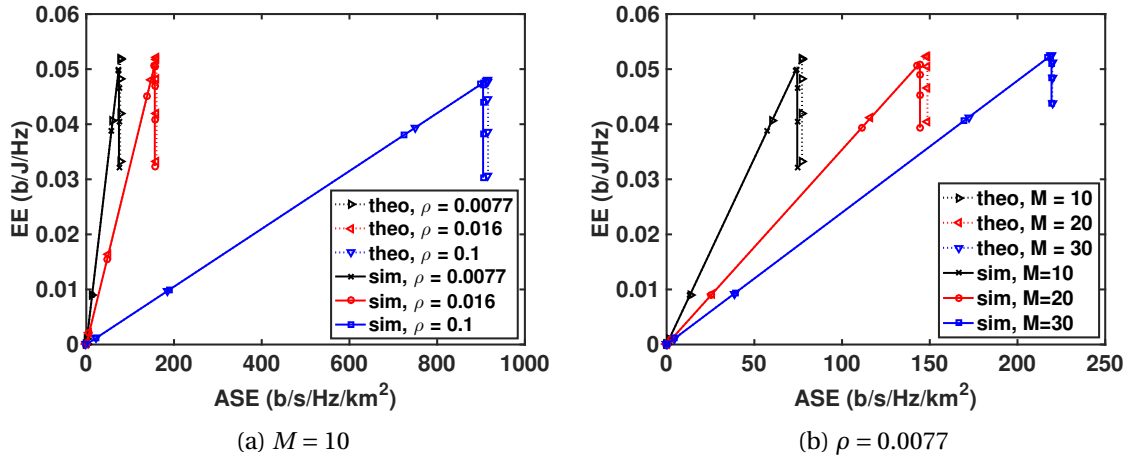 0.06
0.05
0.04
0.03
0.02
0.01
0
EE (b/J/Hz)
0 200 400 600 800 1000
ASE (b/s/Hz/km²)
theo, ρ = 0.0077
theo, ρ = 0.016
theo, ρ = 0.1
sim, ρ = 0.0077
sim, ρ = 0.016
sim, ρ = 0.1
(a) M = 10
0.06
0.05
0.04
0.03
0.02
0.01
0
EE (b/J/Hz)
0 50 100 150 200 250
ASE (b/s/Hz/km²)
theo, M = 10
theo, M = 20
theo, M = 30
sim, M=10
sim, M=20
sim, M=30
(b) ρ = 0.0077